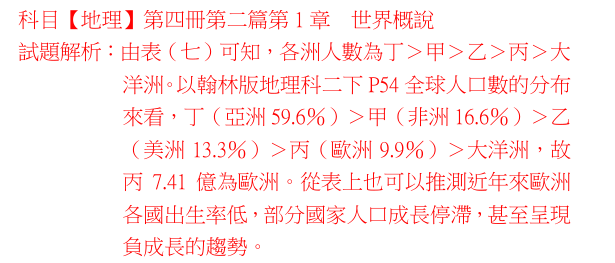 科目【地理】第四冊第二篇第 1 章　世界概說
試題解析：由表（七）可知，各洲人數為丁＞甲＞乙＞丙＞大
洋洲。以翰林版地理科二下 P54 全球人口數的分布
來看，丁（亞洲 59.6%）＞甲（非洲 16.6%）＞乙
（美洲 13.3%）＞丙（歐洲 9.9%）＞大洋洲，故
丙 7.41 億為歐洲。從表上也可以推測近年來歐洲
各國出生率低，部分國家人口成長停滯，甚至呈現
負成長的趨勢。